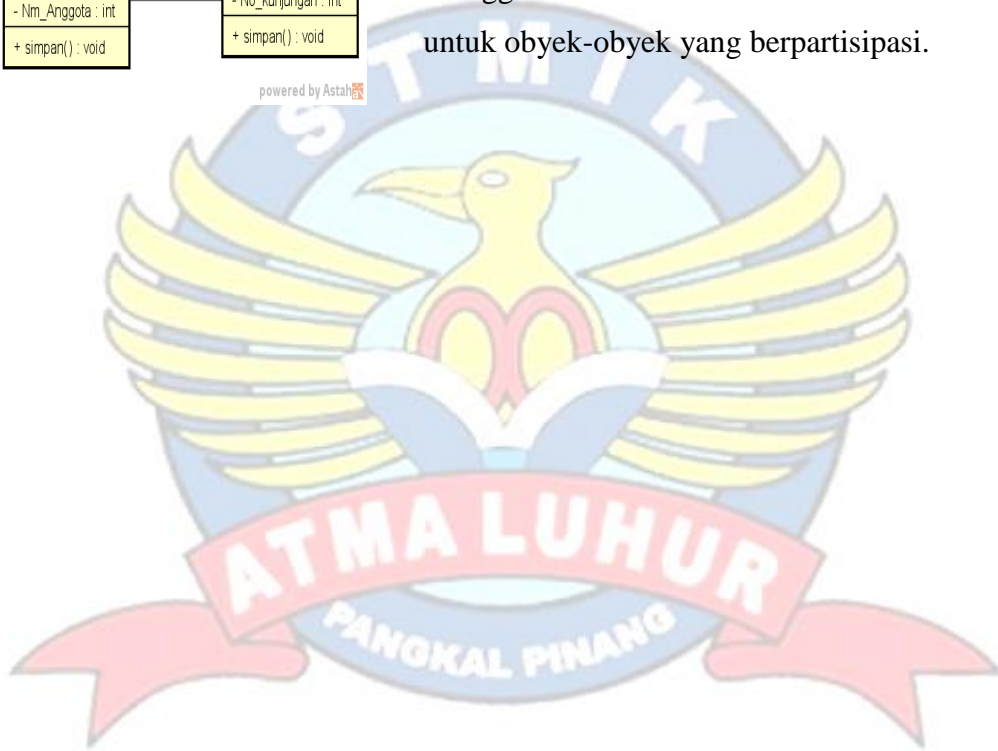 - Nm_Anggota : int
+ simpan() : void
- No_kunjungan : int
+ simpan() : void
powered by Astah
untuk obyek-obyek yang berpartisipasi.
STMIK
ATMA LUHUR
PANGKAL PINANG